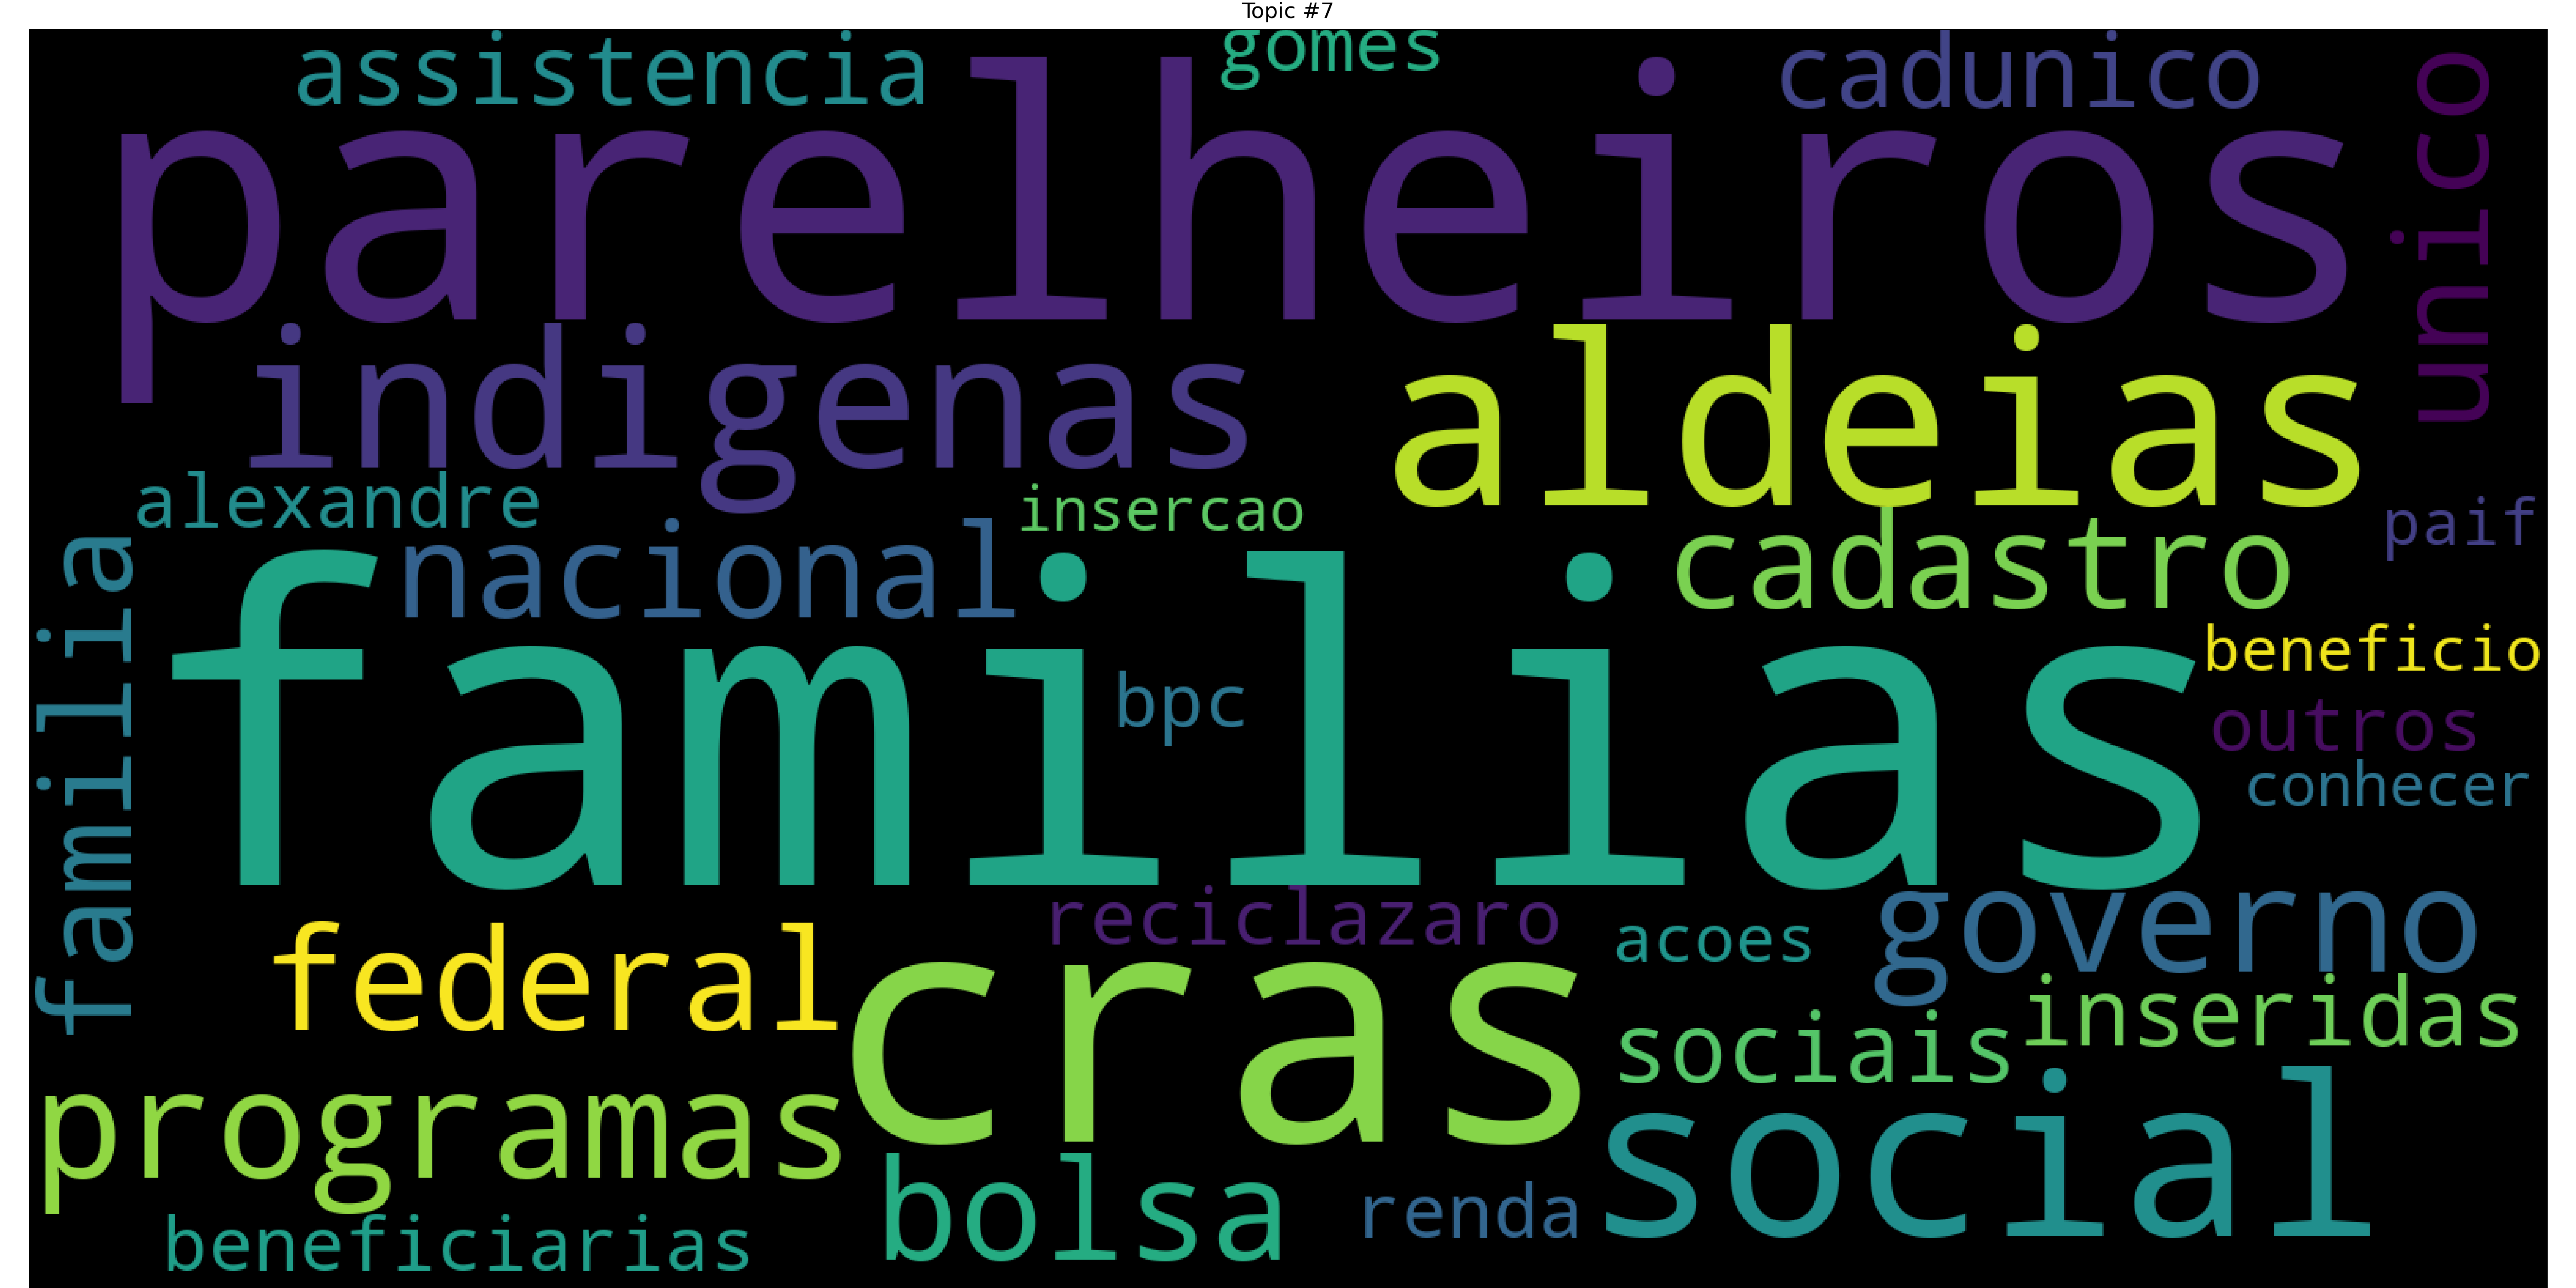 Topic #7
assistencia
gomes
cadunico
unico
parelheiros
indigenas
aldeias
alexandre
insercao
paif
nacional
cadastro
familia
familias
bpc
beneficio
outros
conhecer
reciclazaro
acoes
governo
federal
cras
inseridas
sociais
programas
social
bolsa
renda
beneficiarias